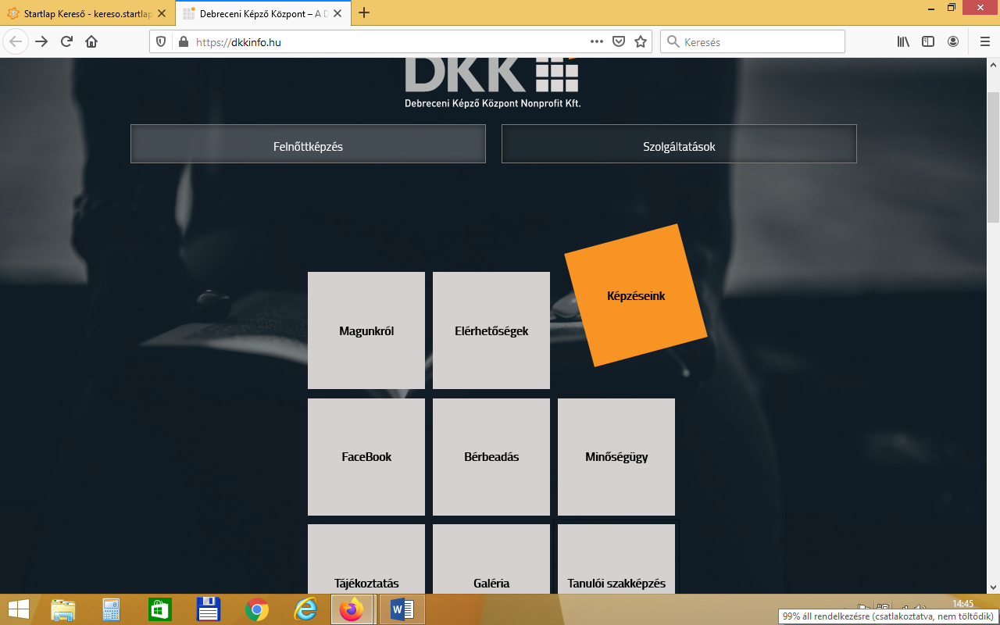 Startlap Kereső - kereso.startlap
Debreceni Képző Központ – A D
https://dkkinfo.hu
Keresés
DKK
Debreceni Képző Központ Nonprofit Kft.
Felnőttképzés
Szolgáltatások
Képzéseink
Magunkról
Elérhetőségek
FaceBook
Bérbeadás
Minőségügy
Tájékoztatás
Galéria
Tanulói szakképzés
14:45
99% áll rendelkezésre (csatlakoztatva, nem töltődik)